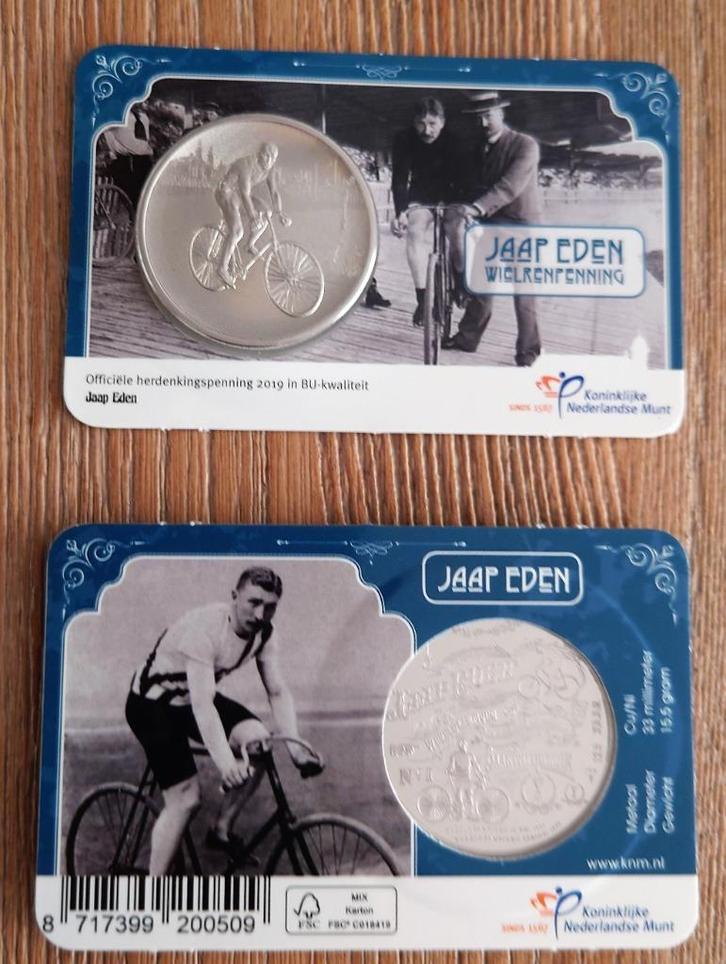 JAAP EDEN
WIELRENPENNING
Officiële herdenkingspenning 2019 in BU-kwaliteit
Jaap Eden
SINDS 1567
Koninklijke
Nederlandse Munt
JAAP EDEN
Metaal Cu/Ni
Diameter 33 millimeter
Gewicht 15.5 gram
www.knm.nl
8 717399 200509
FSC
MIX
Karton
FSC® C018419
SINDS 1567
Koninklijke
Nederlandse Munt